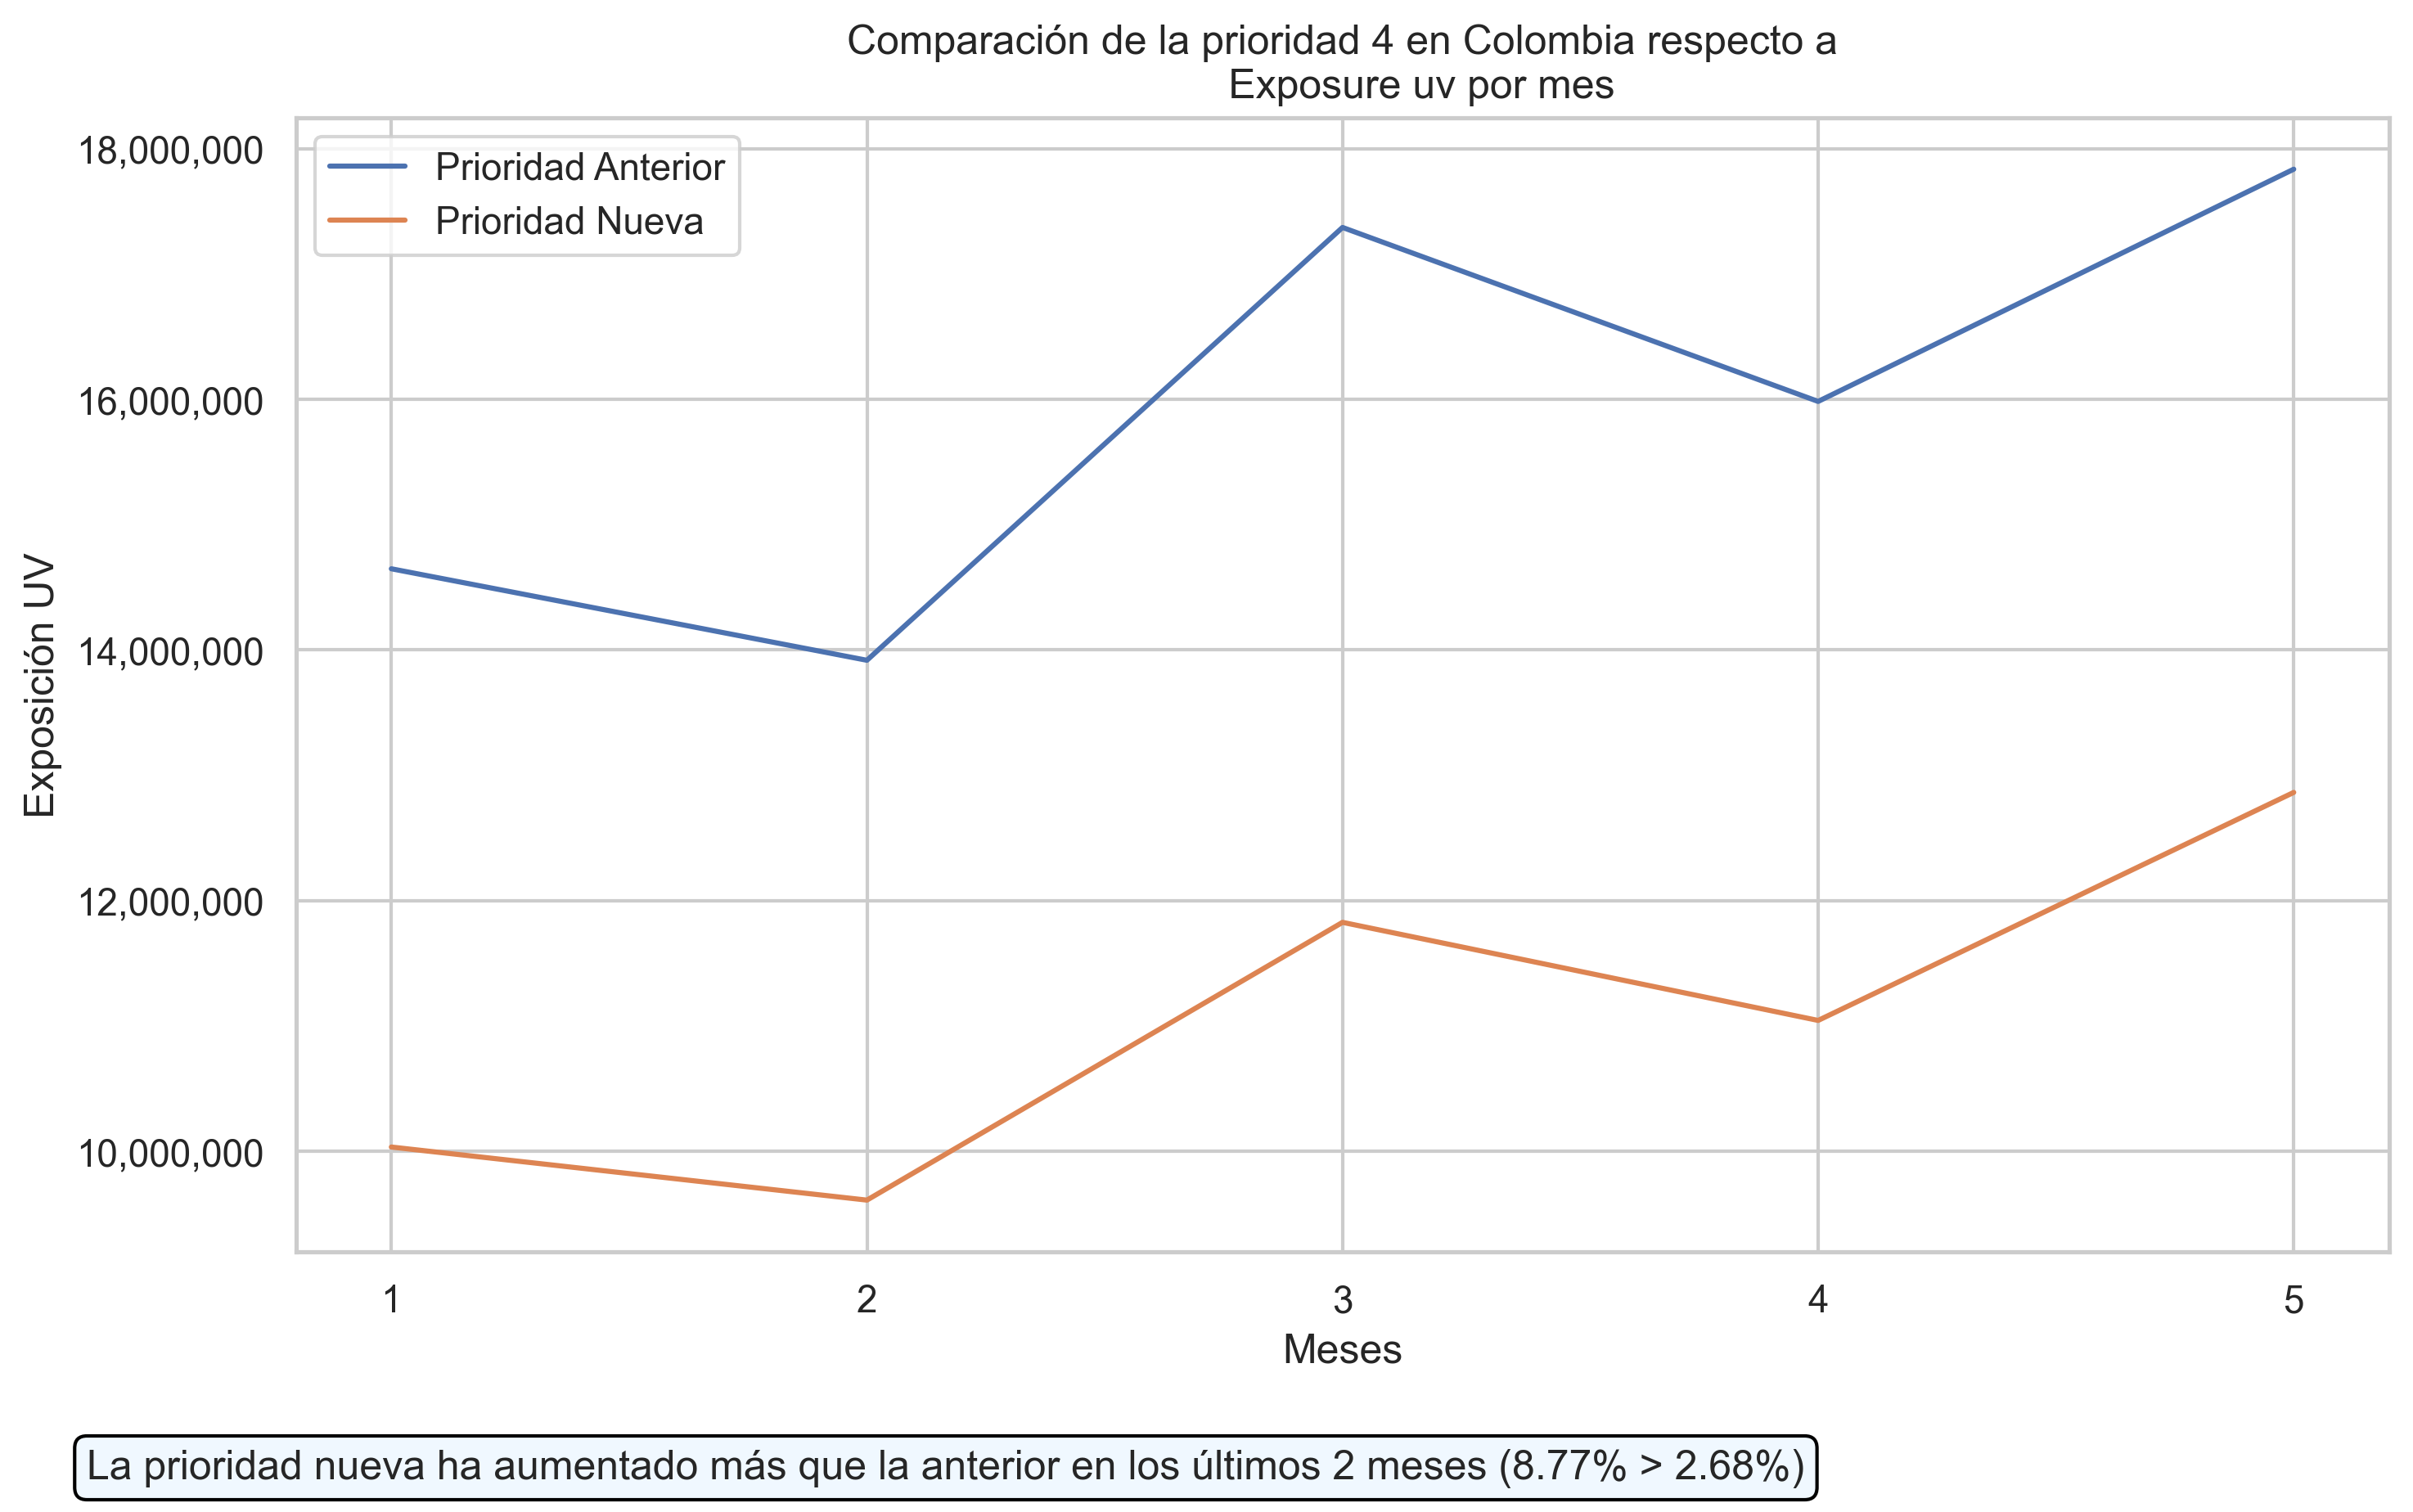 Comparación de la prioridad 4 en Colombia respecto a
Exposure uv por mes
Prioridad Anterior
Prioridad Nueva
18,000,000
16,000,000
14,000,000
12,000,000
10,000,000
Exposición UV
1 2 3 4 5
Meses
La prioridad nueva ha aumentado más que la anterior en los últimos 2 meses (8.77% > 2.68%)